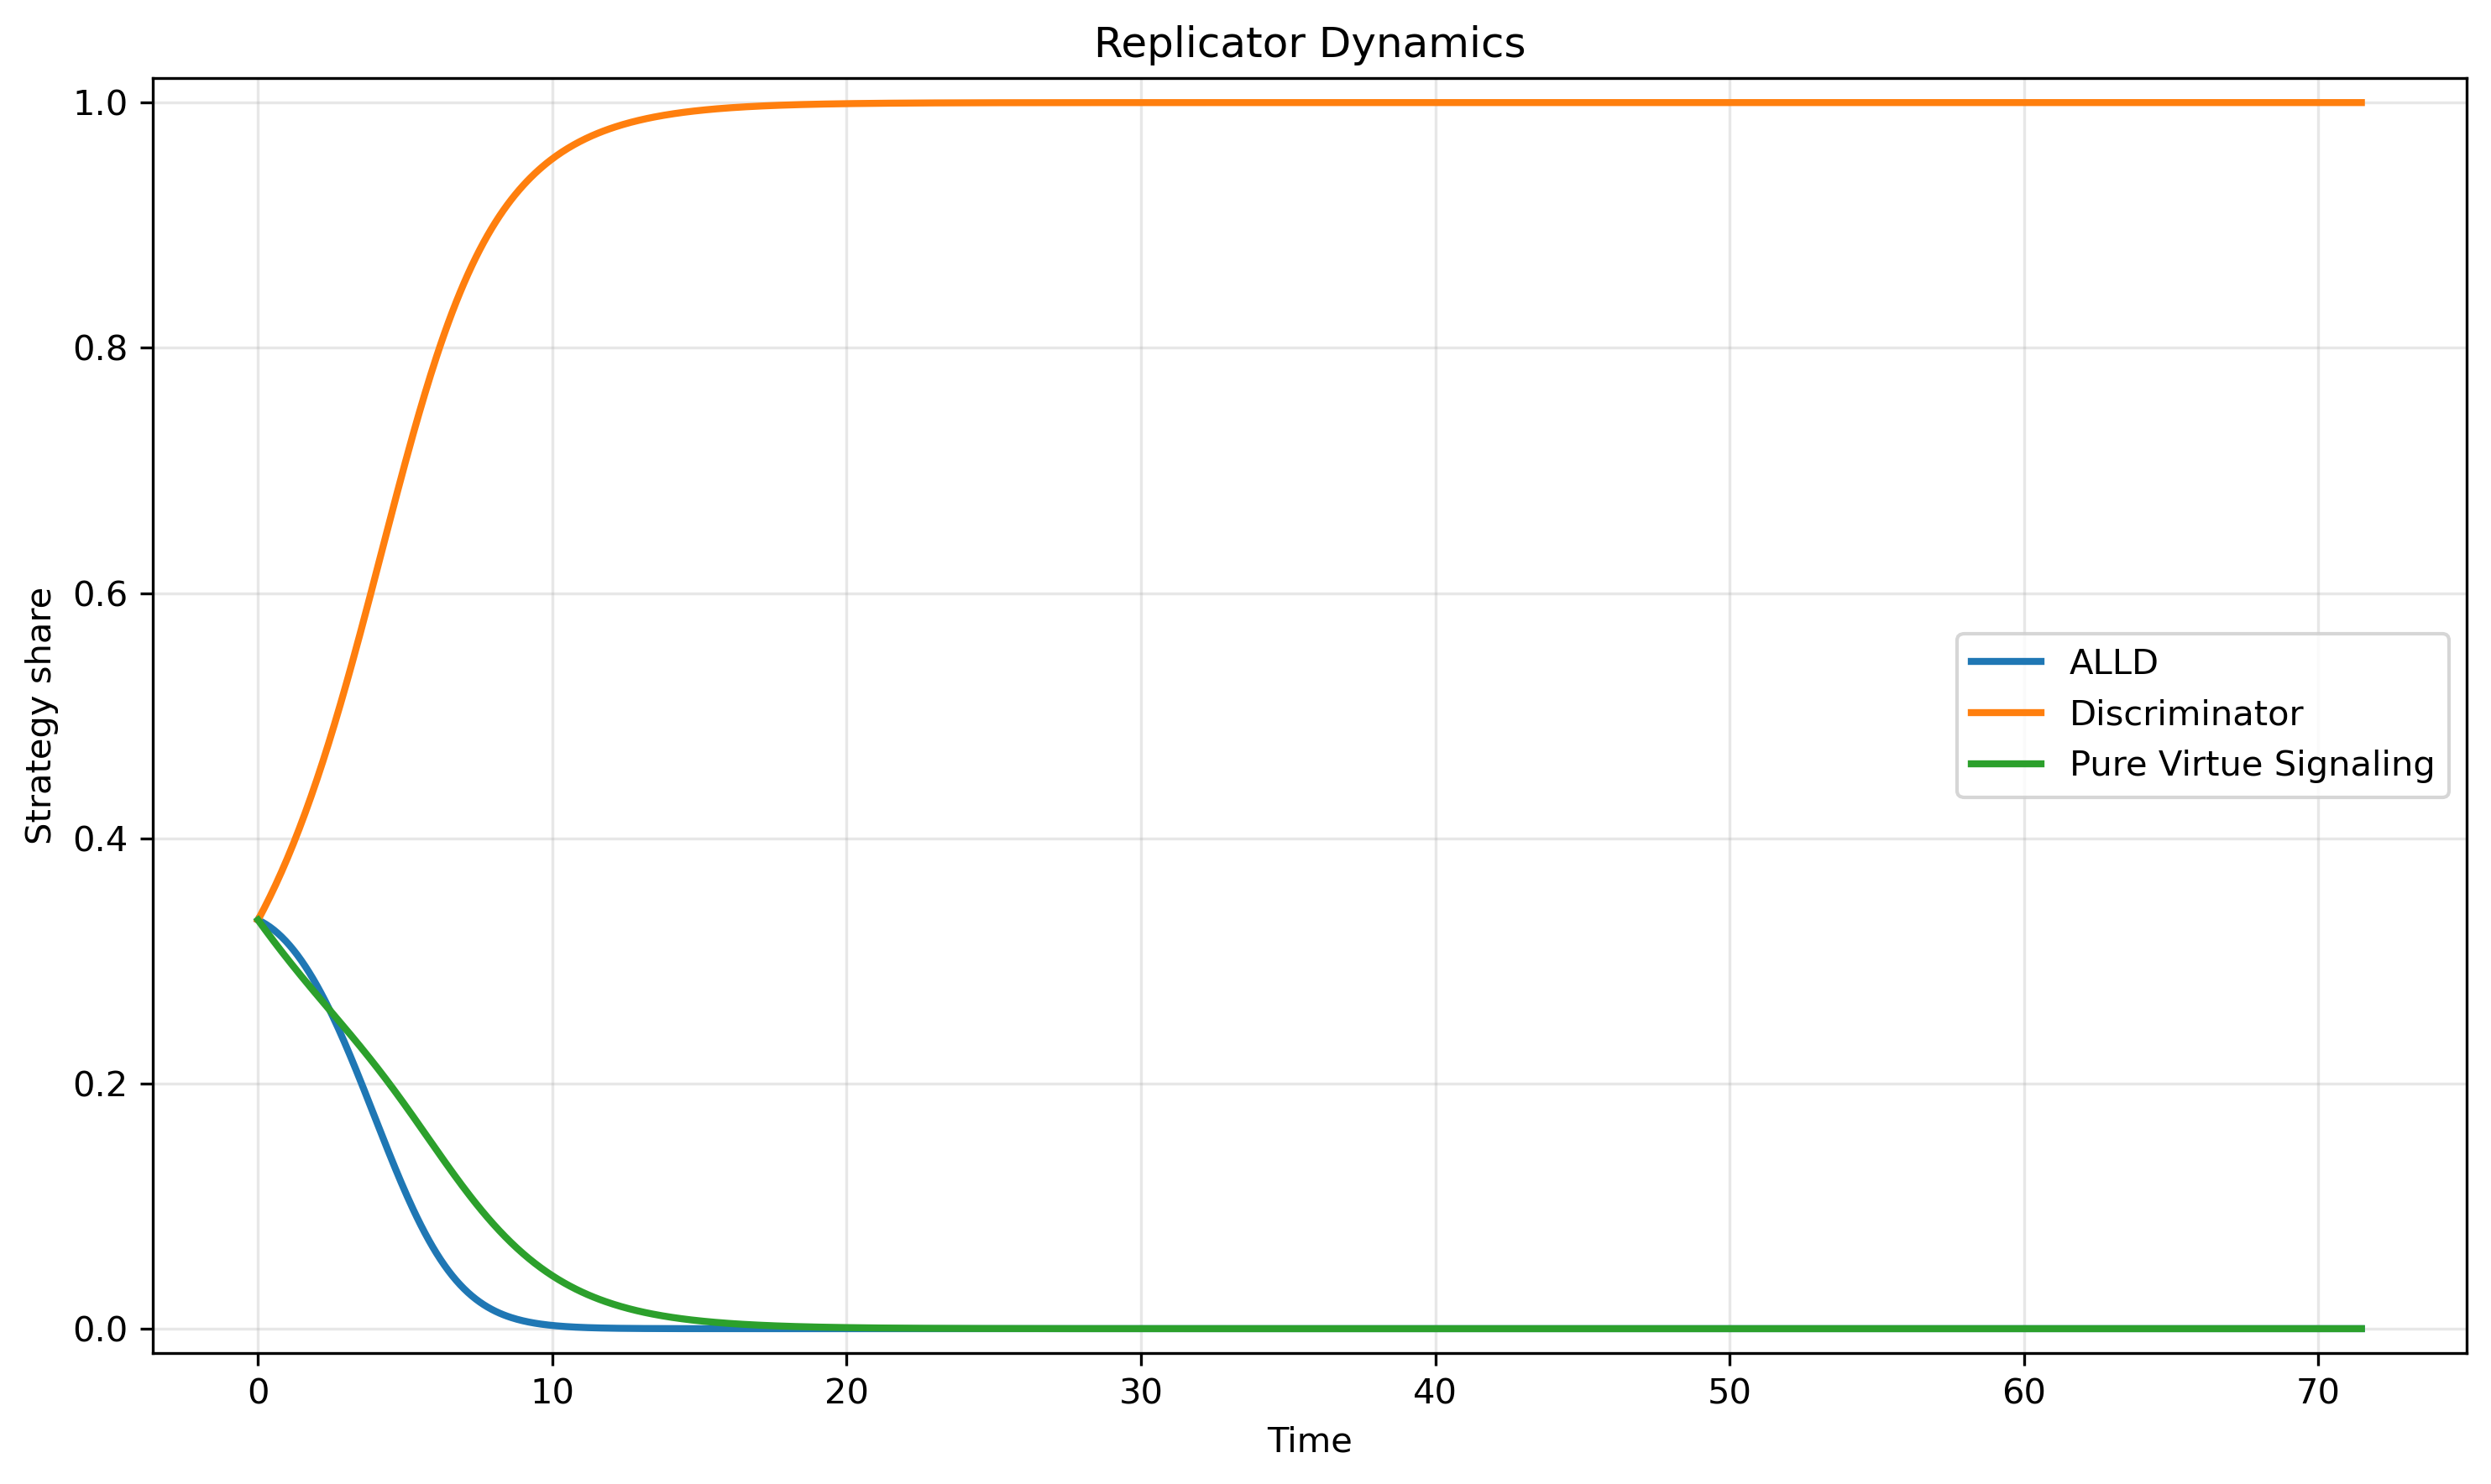 Replicator Dynamics
1.0
0.8
0.6
0.4
0.2
0.0
Strategy share
ALLD
Discriminator
Pure Virtue Signaling
0 10 20 30 40 50 60 70
Time